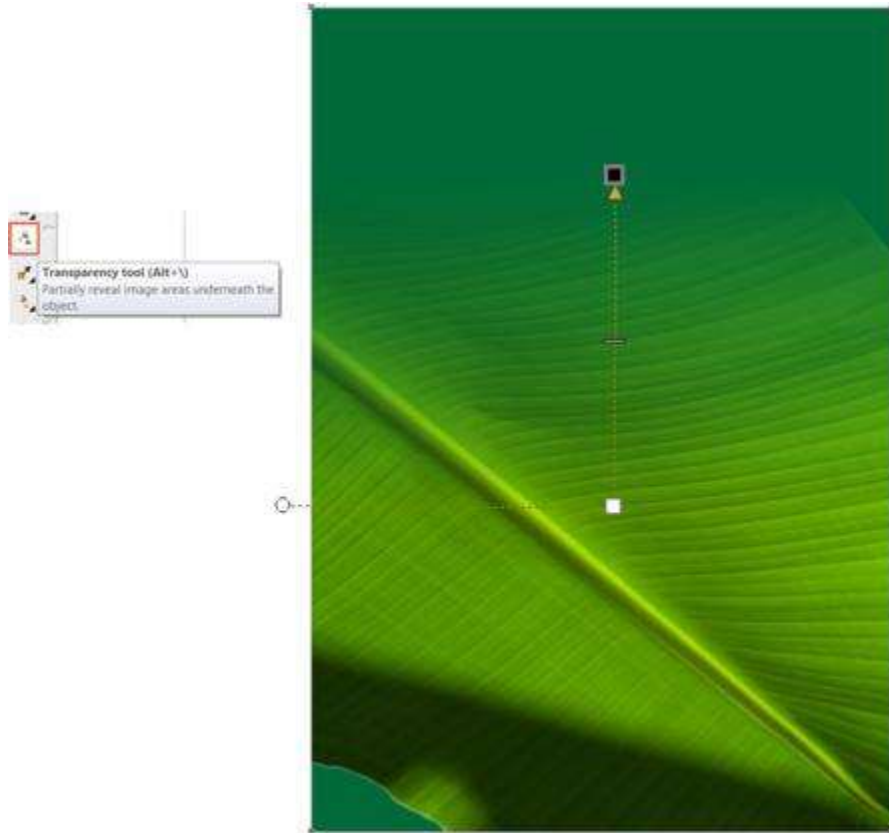 Transparency tool (Alt+\)
Partially reveal image areas underneath the
object.